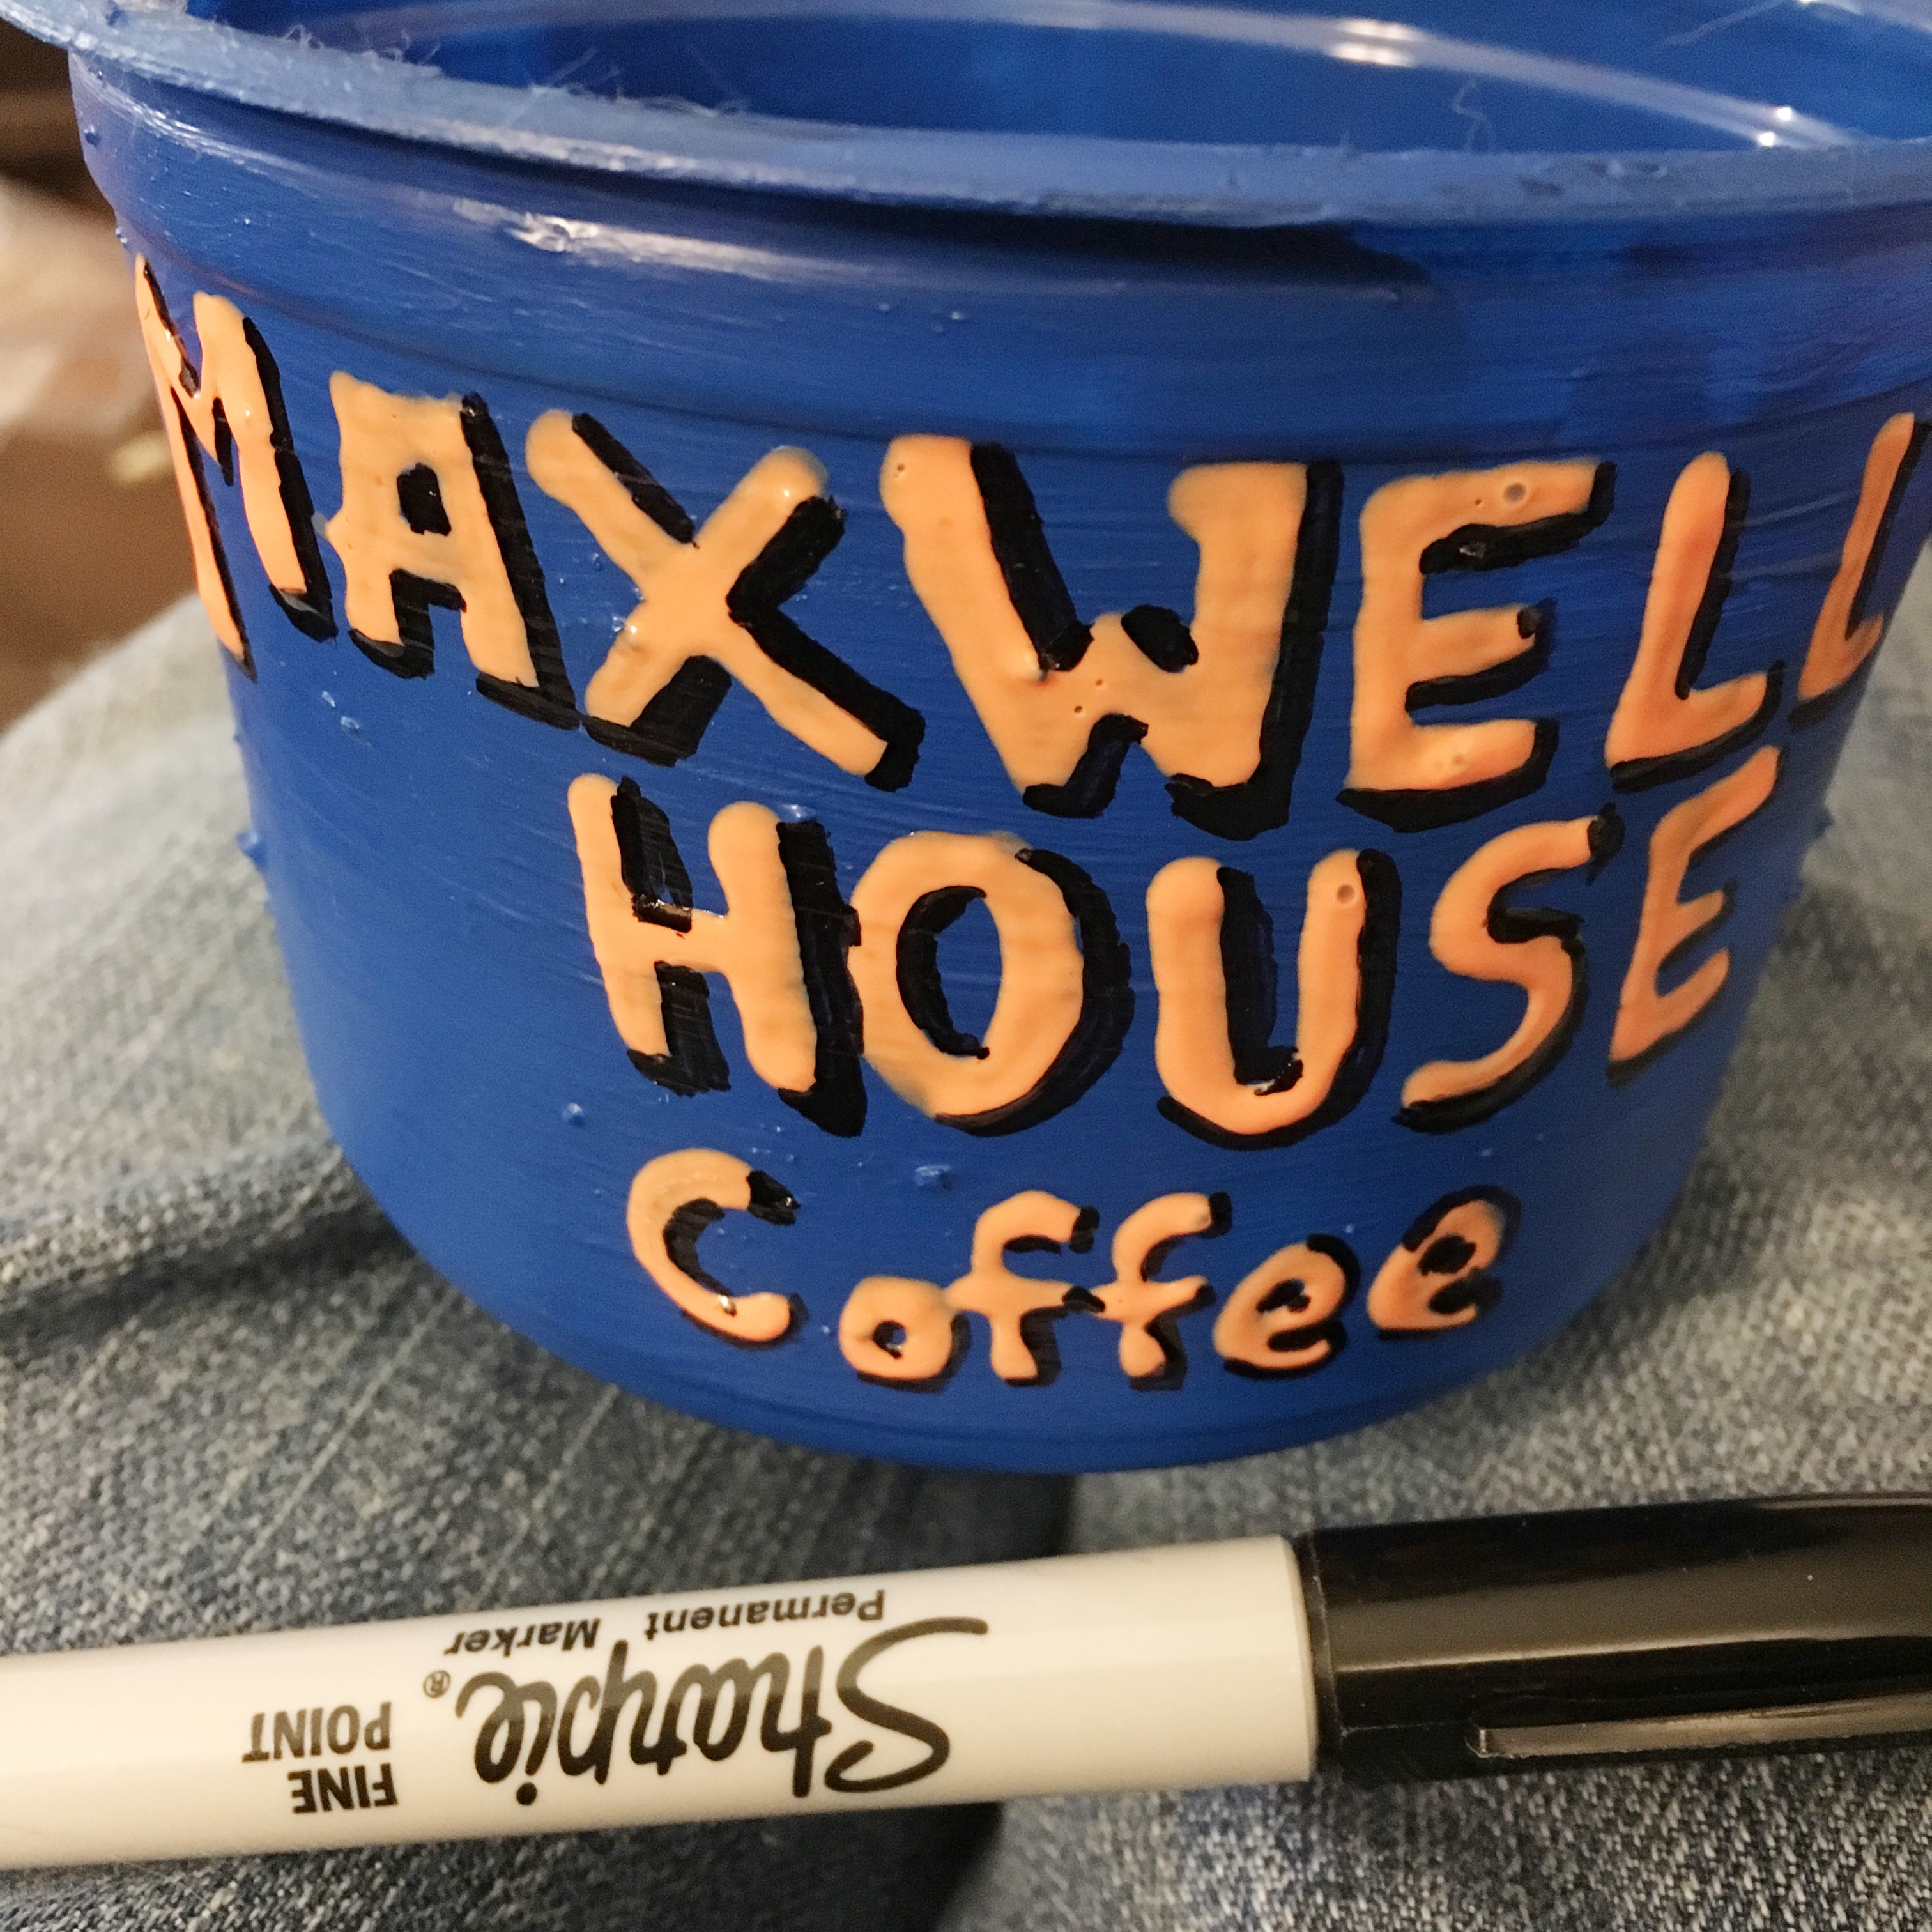 MAXWELL
HOUSE
Coffee
Sharpie®
Permanent Marker
FINE
POINT